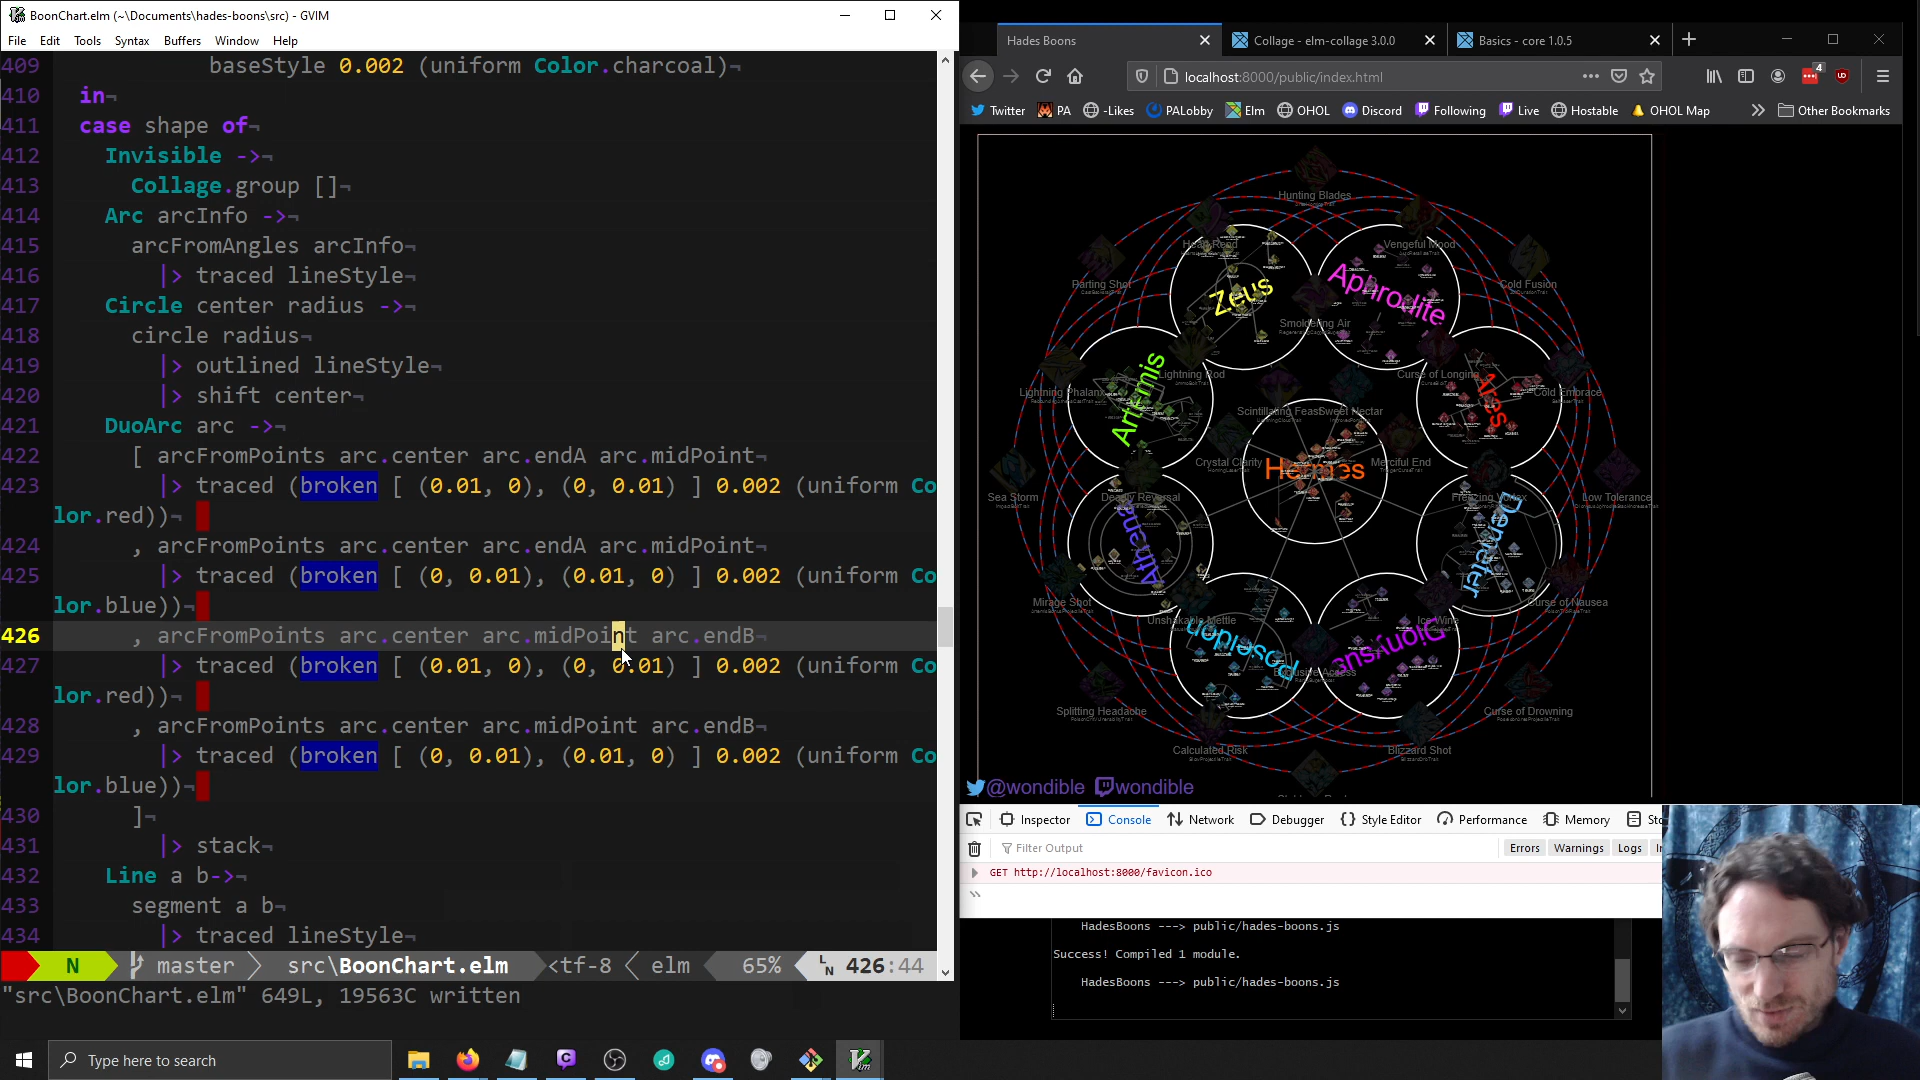 BoonChart.elm (~\Documents\hades-boons\src) - GVIM
File Edit Tools Syntax Buffers Window Help
409 baseStyle 0.002 (uniform Color.charcoal)¬
410 in¬
411 case shape of¬
412 Invisible ->¬
413 Collage.group []¬
414 Arc arcInfo ->¬
415 arcFromAngles arcInfo¬
416 |> traced lineStyle¬
417 Circle center radius ->¬
418 circle radius¬
419 |> outlined lineStyle¬
420 |> shift center¬
421 DuoArc arc ->¬
422 [ arcFromPoints arc.center arc.endA arc.midPoint¬
423 |> traced (broken [ (0.01, 0), (0, 0.01) ] 0.002 (uniform Co
lor.red))¬
424 , arcFromPoints arc.center arc.endA arc.midPoint¬
425 |> traced (broken [ (0, 0.01), (0.01, 0) ] 0.002 (uniform Co
lor.blue))¬
426 , arcFromPoints arc.center arc.midPoint arc.endB¬
427 |> traced (broken [ (0.01, 0), (0, 0.01) ] 0.002 (uniform Co
lor.red))¬
428 , arcFromPoints arc.center arc.midPoint arc.endB¬
429 |> traced (broken [ (0, 0.01), (0.01, 0) ] 0.002 (uniform Co
lor.blue))¬
430 ]¬
431 |> stack¬
432 Line a b->¬
433 segment a b¬
434 |> traced lineStyle¬
N master src\BoonChart.elm <tf-8 elm 65% LN 426:44
"src\BoonChart.elm" 649L, 19563C written
Type here to search
Hades Boons
Collage - elm-collage 3.0.0
Basics - core 1.0.5
localhost:8000/public/index.html
4
Twitter PA -Likes PALobby Elm OHOL Discord Following Live Hostable OHOL Map Other Bookmarks
Hunting Blades
Heart Rend
Vengeful Mood
Parting Shot
Cold Fusion
Zeus
Aphrodite
Smoldering Air
Lightning Rod
Curse of Longing
Lightning Phalanx
Cold Embrace
Artemis
Ares
Scintillating Feast
Sweet Nectar
Crystal Clarity
Hermes
Merciful End
Sea Storm
Deadly Reversal
Freezing Vortex
Low Tolerance
Athena
Demeter
Mirage Shot
Curse of Nausea
Unshakable Mettle
Ice Wine
Poseidon
Dionysus
Exclusive Access
Splitting Headache
Curse of Drowning
Calculated Risk
Blizzard Shot
@wondible wondible
Inspector Console Network Debugger Style Editor Performance Memory Sto
Filter Output
Errors Warnings Logs
GET http://localhost:8000/favicon.ico
HadesBoons ---> public/hades-boons.js
Success! Compiled 1 module.
HadesBoons ---> public/hades-boons.js